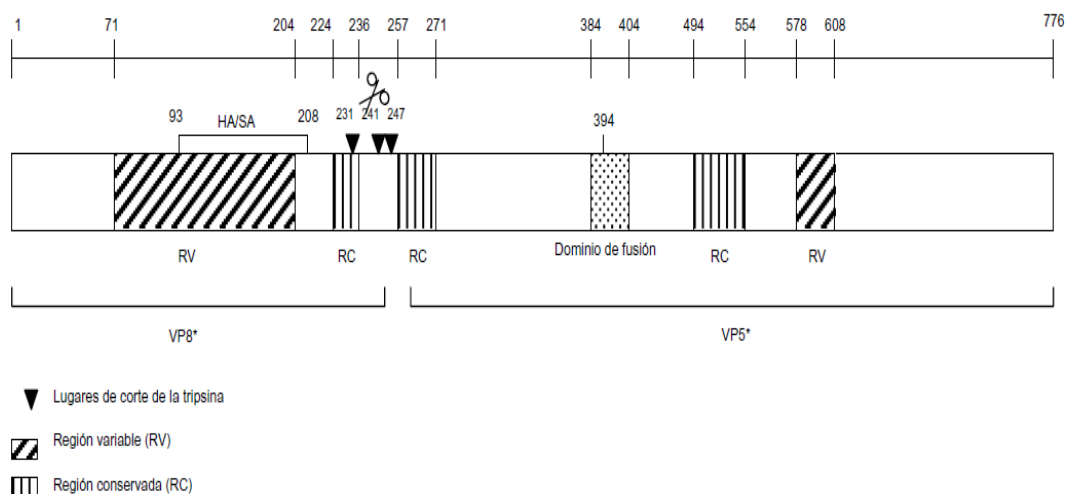 1 71 204 224 236 257 271 384 404 494 554 578 608 776
93 HA/SA 208 231 241 247 394
RV RC RC Dominio de fusión RC RV
VP8* VP5*
Lugares de corte de la tripsina
Región variable (RV)
Región conservada (RC)